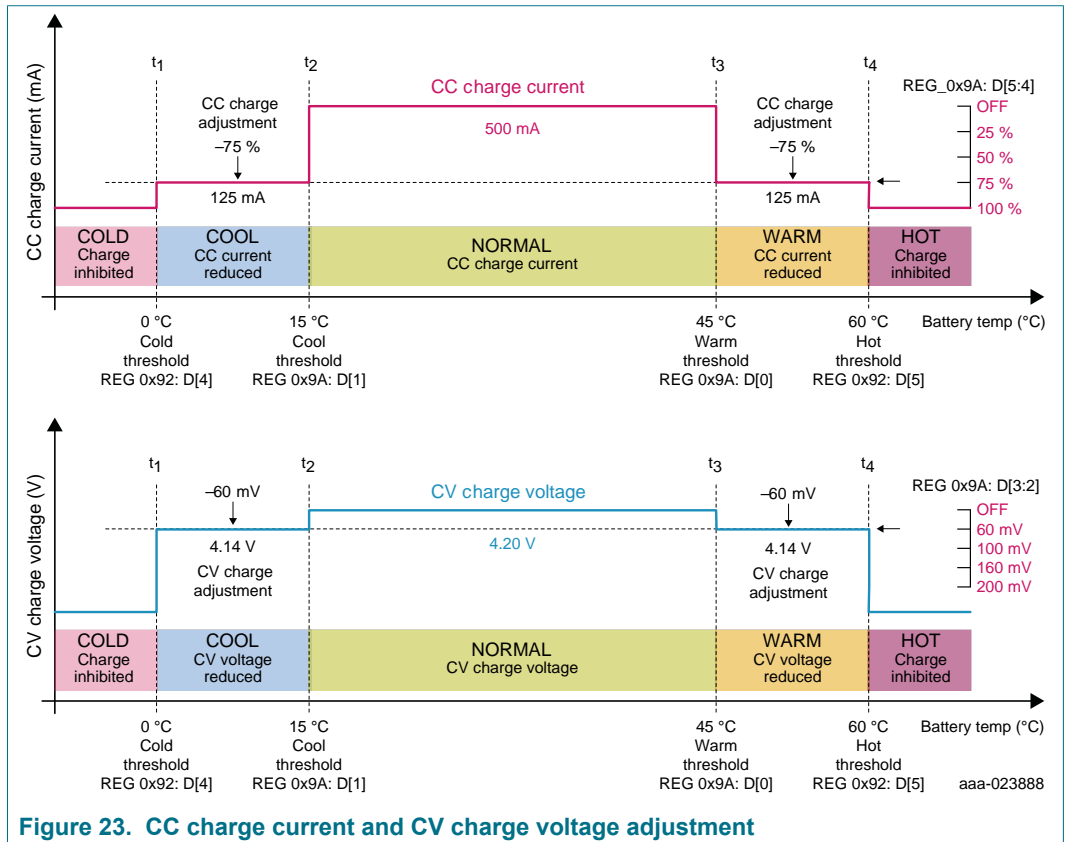 CC charge current (mA)
t1
t2
t3
t4
CC charge
adjustment
–75 %
125 mA
CC charge current
500 mA
CC charge
adjustment
–75 %
125 mA
REG_0x9A: D[5:4]
OFF
25 %
50 %
75 %
100 %
COLD
Charge
inhibited
COOL
CC current
reduced
NORMAL
CC charge current
WARM
CC current
reduced
HOT
Charge
inhibited
0 °C
Cold
threshold
REG 0x92: D[4]
15 °C
Cool
threshold
REG 0x9A: D[1]
45 °C
Warm
threshold
REG 0x9A: D[0]
60 °C
Hot
threshold
REG 0x92: D[5]
Battery temp (°C)
CV charge voltage (V)
t1
t2
t3
t4
–60 mV
4.14 V
CV charge
adjustment
CV charge voltage
4.20 V
–60 mV
4.14 V
CV charge
adjustment
REG 0x9A: D[3:2]
OFF
60 mV
100 mV
160 mV
200 mV
COLD
Charge
inhibited
COOL
CV voltage
reduced
NORMAL
CV charge voltage
WARM
CV voltage
reduced
HOT
Charge
inhibited
0 °C
Cold
threshold
REG 0x92: D[4]
15 °C
Cool
threshold
REG 0x9A: D[1]
45 °C
Warm
threshold
REG 0x9A: D[0]
60 °C
Hot
threshold
REG 0x92: D[5]
Battery temp (°C)
aaa-023888
Figure 23. CC charge current and CV charge voltage adjustment